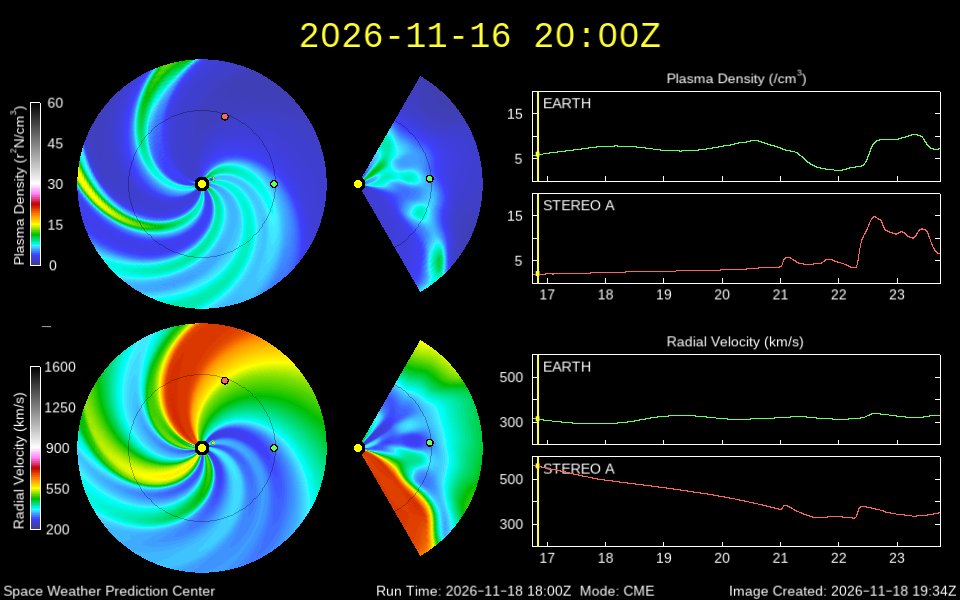 2026-11-16 20:00Z
Plasma Density (r²N/cm³)
60
45
30
15
0
Plasma Density (/cm³)
EARTH
15
5
STEREO A
15
5
17 18 19 20 21 22 23
Radial Velocity (km/s)
1600
1250
900
550
200
Radial Velocity (km/s)
EARTH
500
300
STEREO A
500
300
17 18 19 20 21 22 23
Space Weather Prediction Center
Run Time: 2026-11-18 18:00Z Mode: CME
Image Created: 2026-11-18 19:34Z